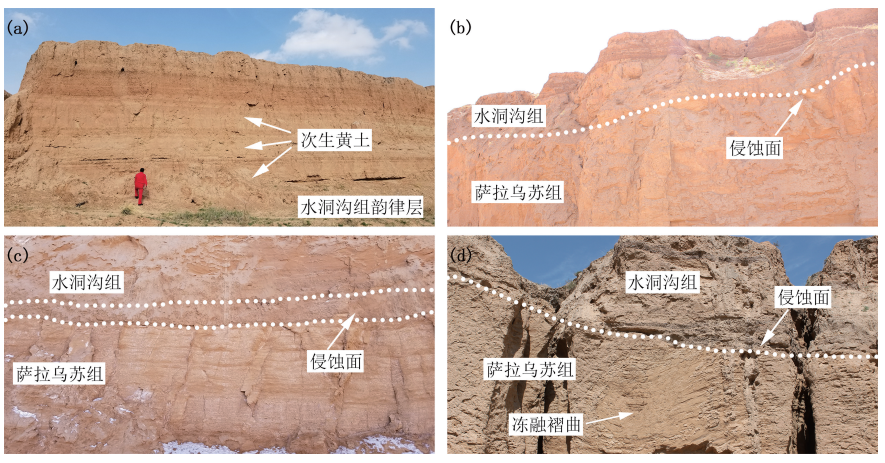 (a)
次生黄土
水洞沟组韵律层
(b)
水洞沟组
侵蚀面
萨拉乌苏组
(c)
水洞沟组
侵蚀面
萨拉乌苏组
(d)
水洞沟组
侵蚀面
萨拉乌苏组
冻融褶曲